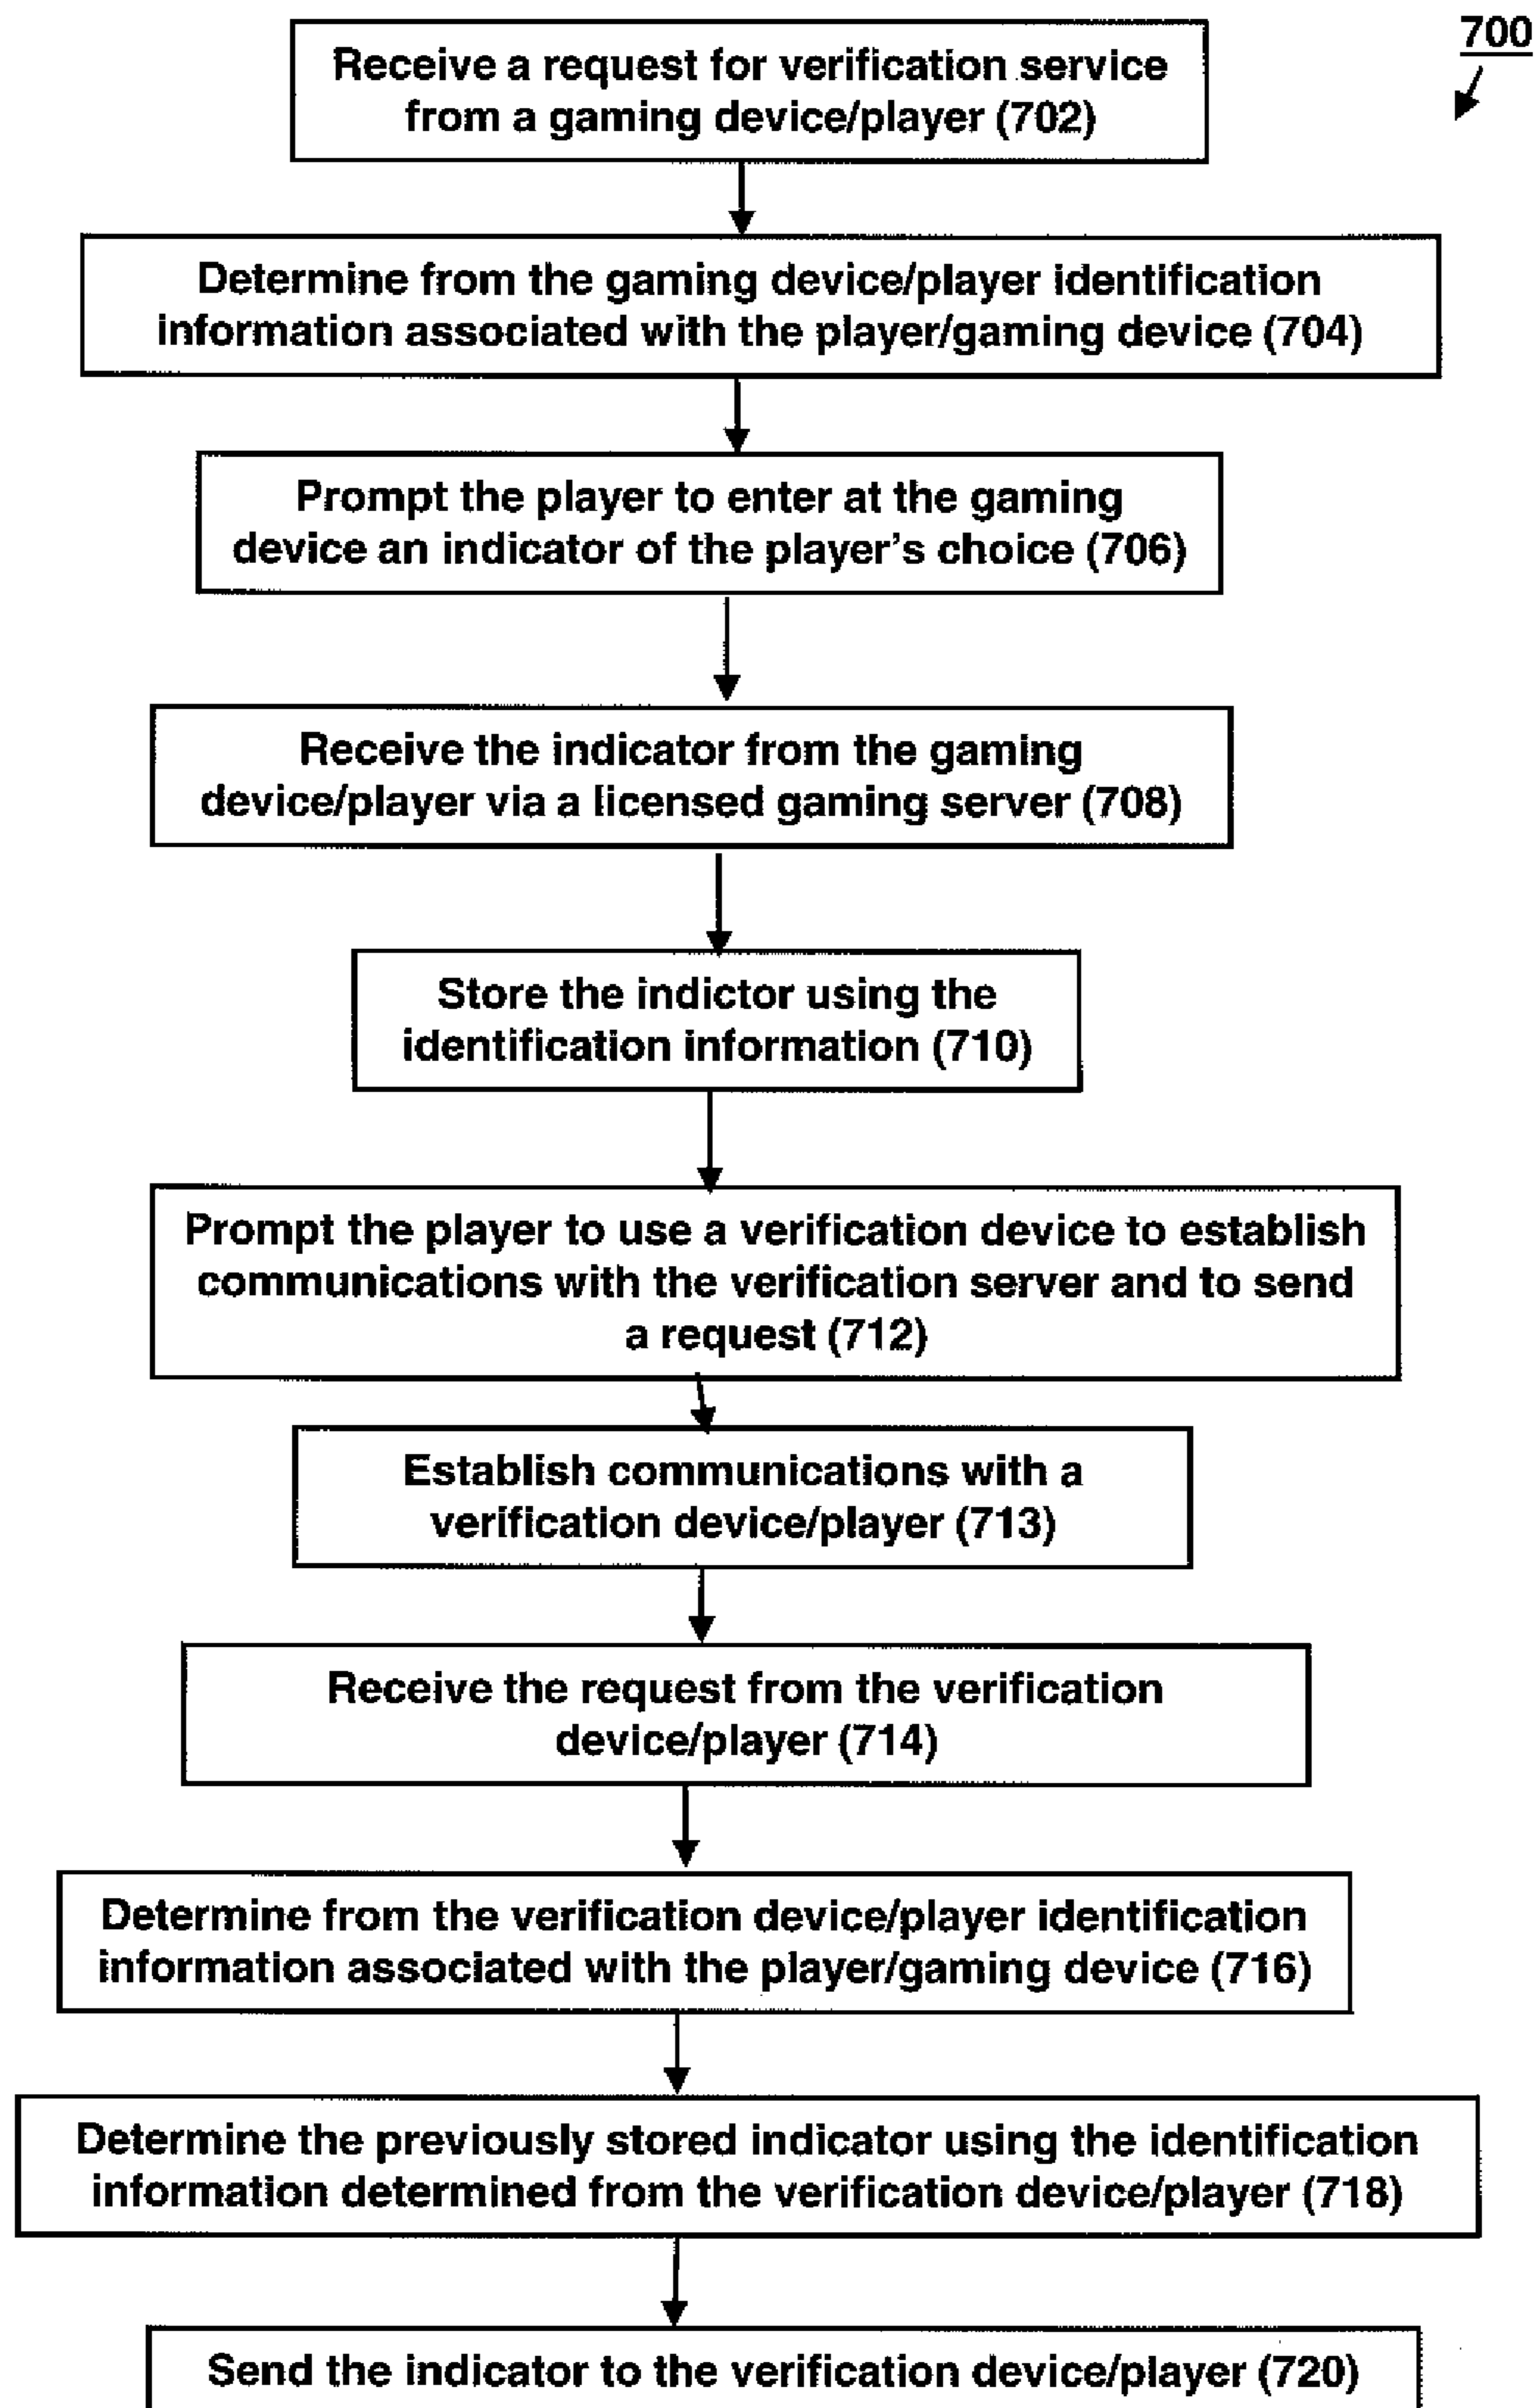 700
Receive a request for verification service
from a gaming device/player (702)
Determine from the gaming device/player identification
information associated with the player/gaming device (704)
Prompt the player to enter at the gaming
device an indicator of the player's choice (706)
Receive the indicator from the gaming
device/player via a licensed gaming server (708)
Store the indictor using the
identification information (710)
Prompt the player to use a verification device to establish
communications with the verification server and to send
a request (712)
Establish communications with a
verification device/player (713)
Receive the request from the verification
device/player (714)
Determine from the verification device/player identification
information associated with the player/gaming device (716)
Determine the previously stored indicator using the identification
information determined from the verification device/player (718)
Send the indicator to the verification device/player (720)